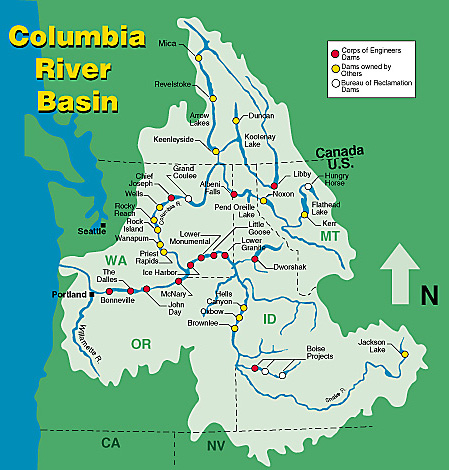 Columbia
River
Basin
Corps of Engineers
Dams
Dams owned by
Others
Bureau of Reclamation
Dams
Mica
Revelstoke
Arrow
Lakes
Duncan
Keenleyside
Kootenay
Lake
Canada
U.S.
Grand
Coulee
Chief
Joseph
Albeni
Falls
Libby
Hungry
Horse
Wells
Noxon
Rocky
Reach
Columbia R.
Pend Oreille
Lake
Flathead
Lake
Rock
Island
Kerr
Seattle
Wanapum
Little
Goose
MT
Lower
Monumental
Lower
Granite
WA
Priest
Rapids
Ice Harbor
Dworshak
The
Dalles
Portland
McNary
Hells
Canyon
N
Bonneville
John
Day
Oxbow
ID
Brownlee
Willamette R.
OR
Boise
Projects
Jackson
Lake
Snake R.
CA
NV